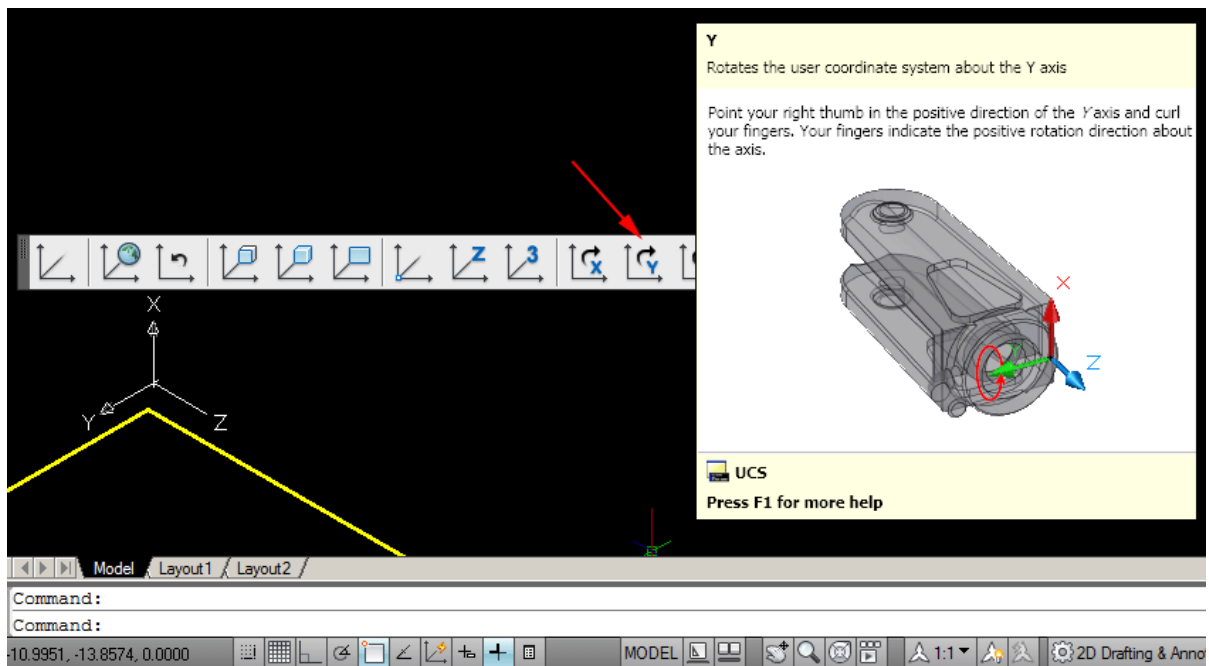 Y
Rotates the user coordinate system about the Y axis
Point your right thumb in the positive direction of the Y axis and curl
your fingers. Your fingers indicate the positive rotation direction about
the axis.
Z 3 X Y
X
Y Z
X
Y
Z
UCS
Press F1 for more help
Model Layout1 Layout2
Command:
Command:
-10.9951, -13.8574, 0.0000 MODEL 1:1 2D Drafting & Anno